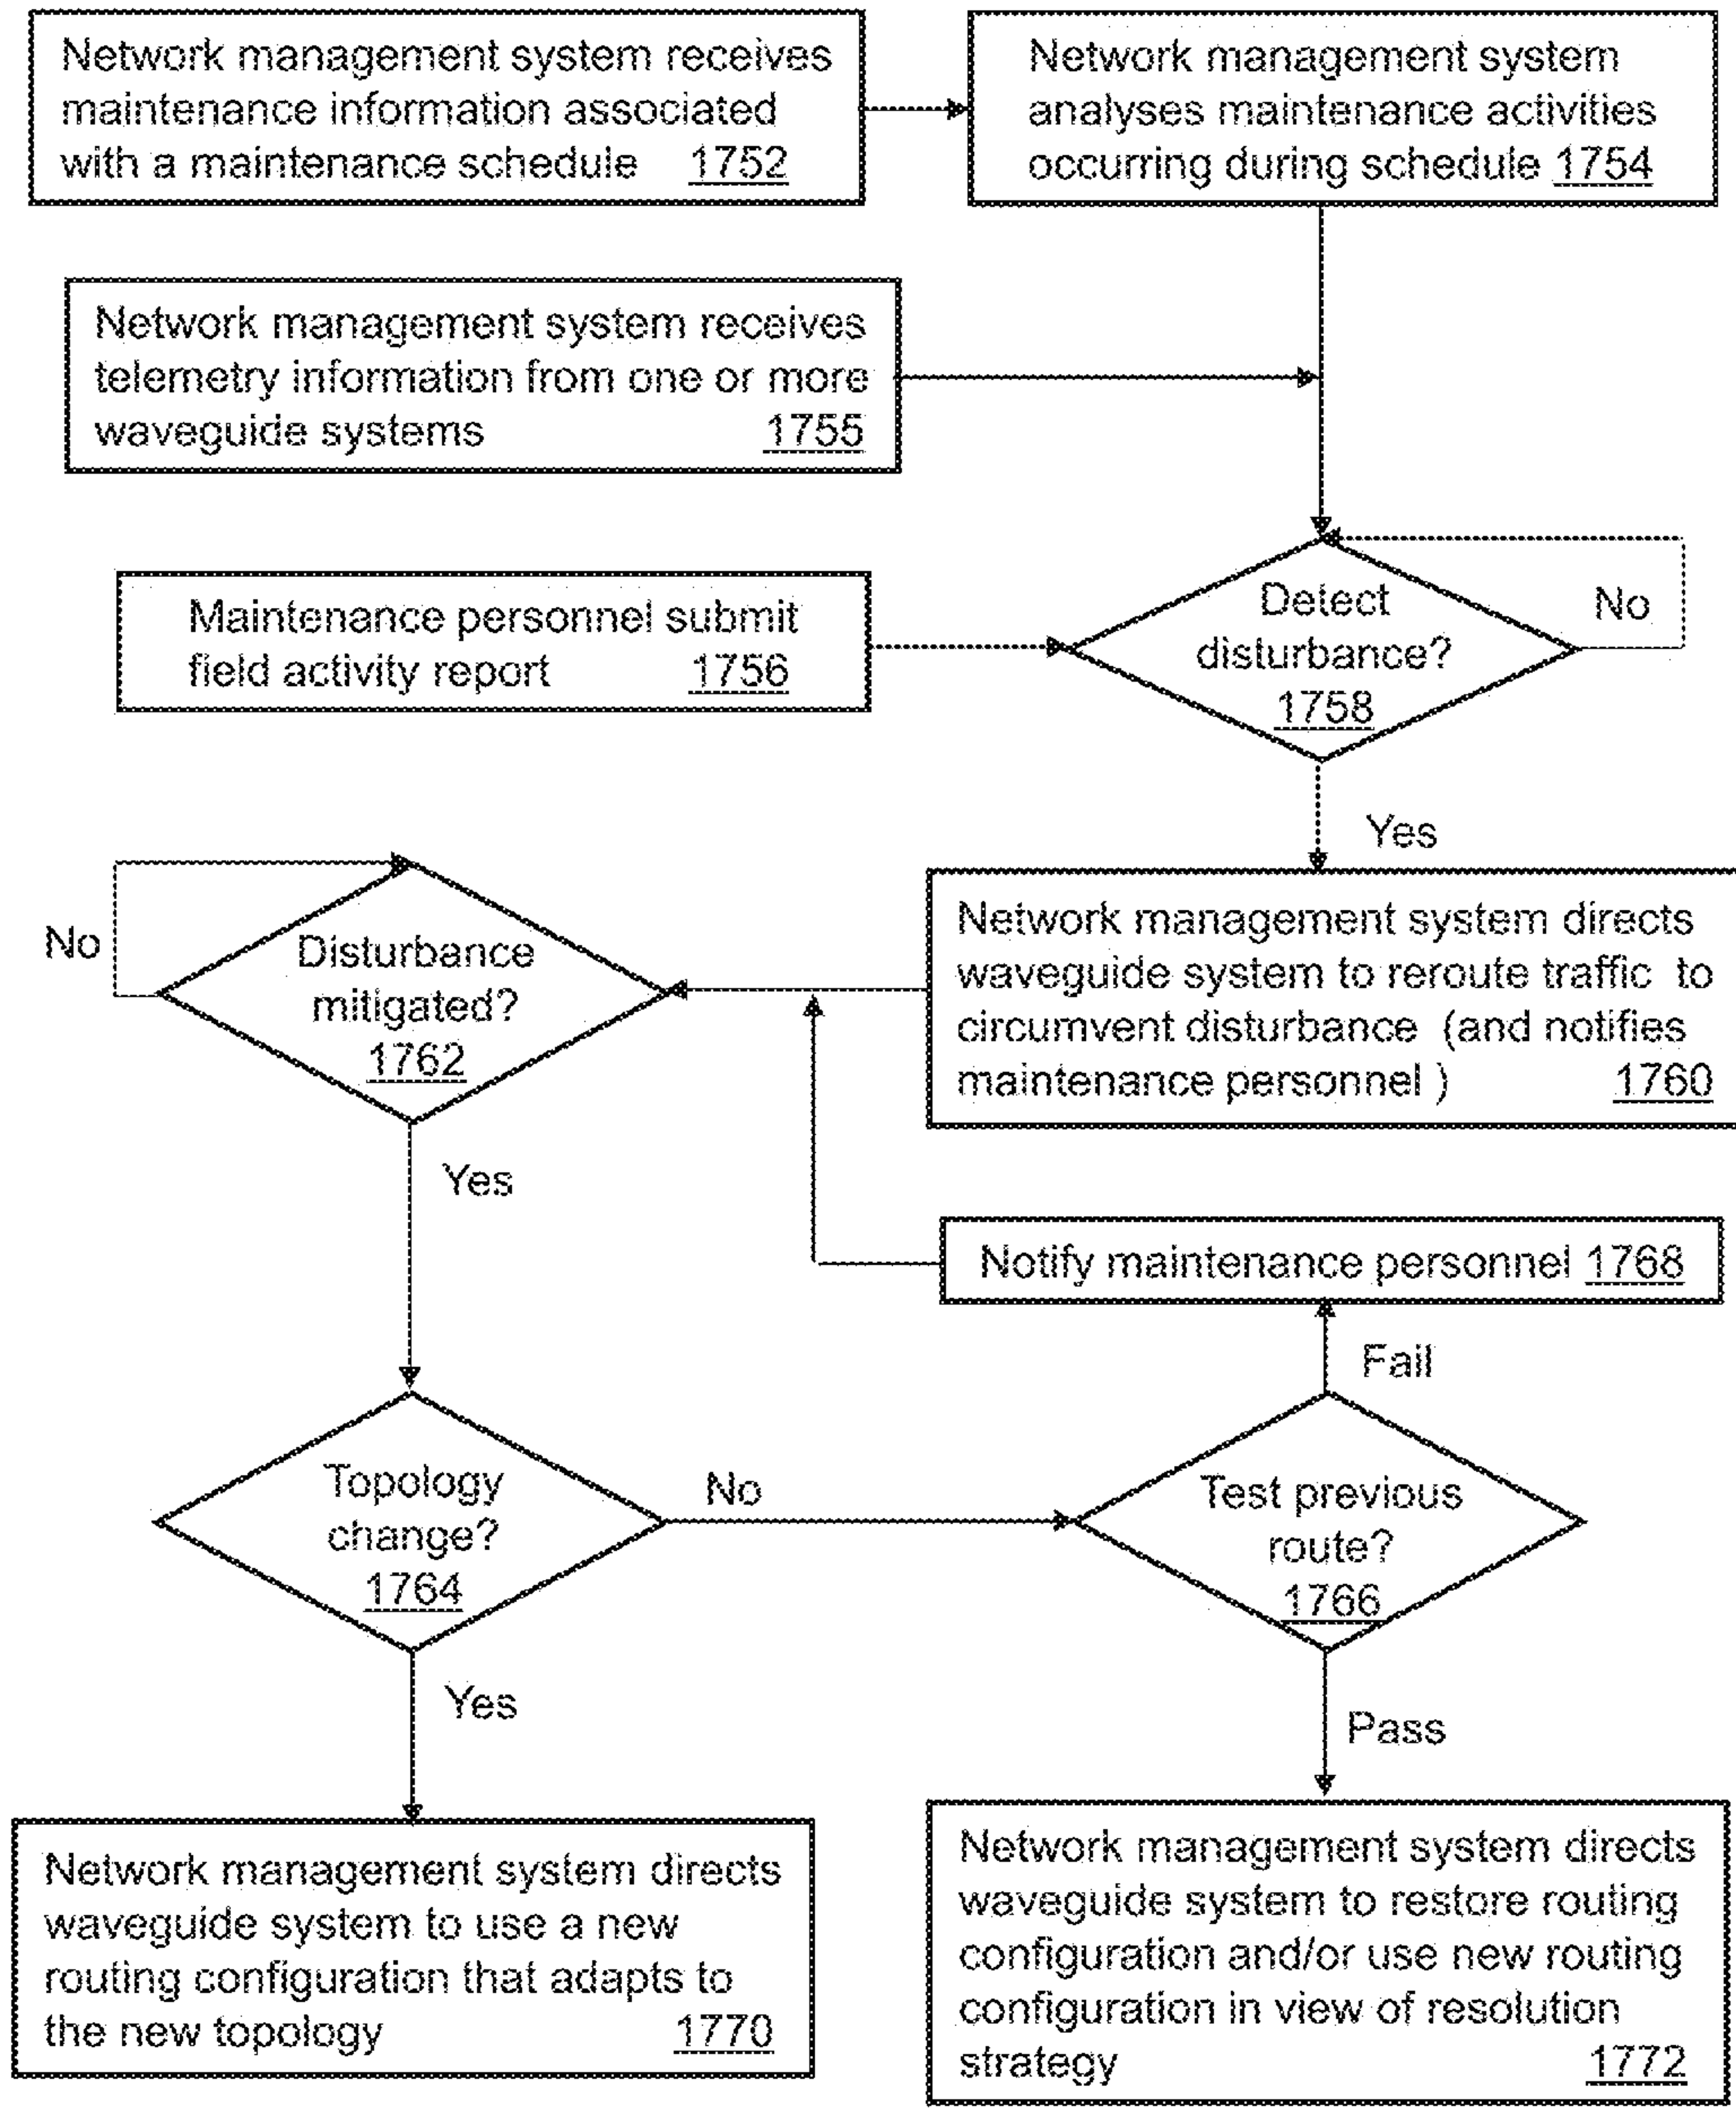 Network management system receives
maintenance information associated
with a maintenance schedule 1752
Network management system
analyses maintenance activities
occurring during schedule 1754
Network management system receives
telemetry information from one or more
waveguide systems 1755
Maintenance personnel submit
field activity report 1756
Detect
disturbance?
1758
No
Yes
Network management system directs
waveguide system to reroute traffic to
circumvent disturbance (and notifies
maintenance personnel ) 1760
Disturbance
mitigated?
1762
No
Yes
Notify maintenance personnel 1768
Fail
Topology
change?
1764
No
Test previous
route?
1766
Yes
Pass
Network management system directs
waveguide system to use a new
routing configuration that adapts to
the new topology 1770
Network management system directs
waveguide system to restore routing
configuration and/or use new routing
configuration in view of resolution
strategy 1772